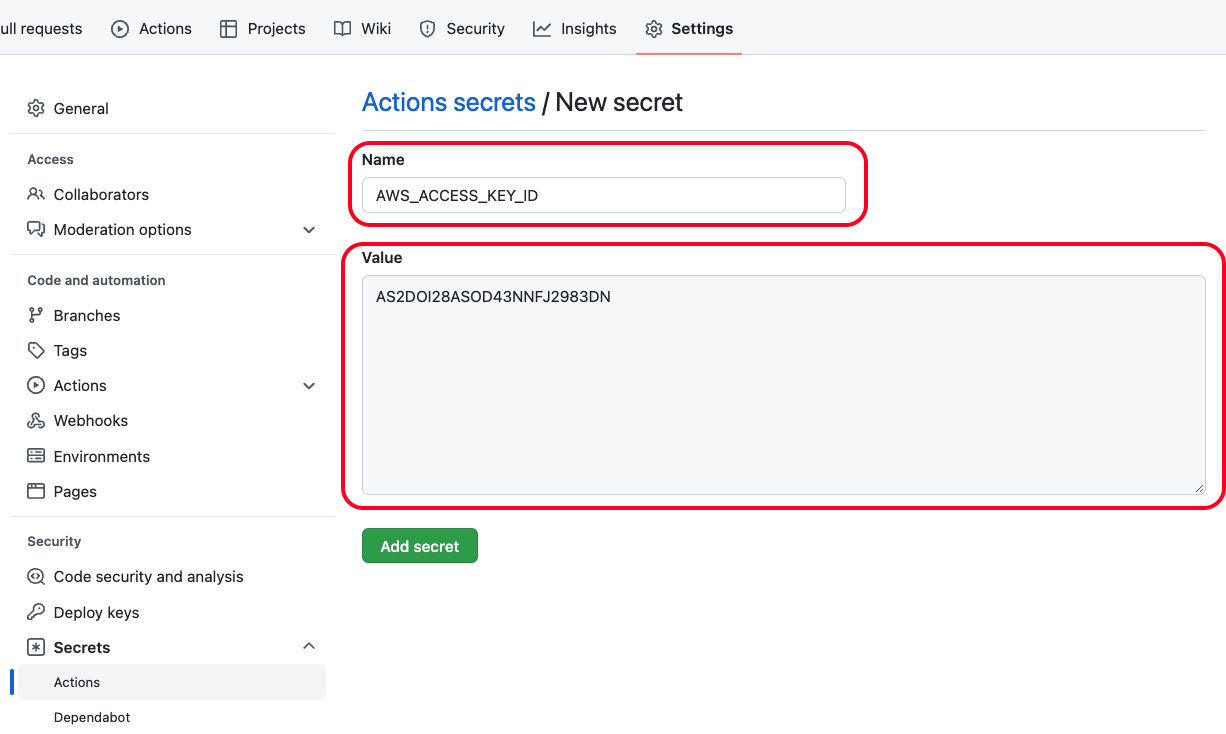 ull requests Actions Projects Wiki Security Insights Settings
General
Access
Collaborators
Moderation options
Code and automation
Branches
Tags
Actions
Webhooks
Environments
Pages
Security
Code security and analysis
Deploy keys
Secrets
Actions
Dependabot
Actions secrets / New secret
Name
AWS_ACCESS_KEY_ID
Value
AS2DOI28ASOD43NNFJ2983DN
Add secret